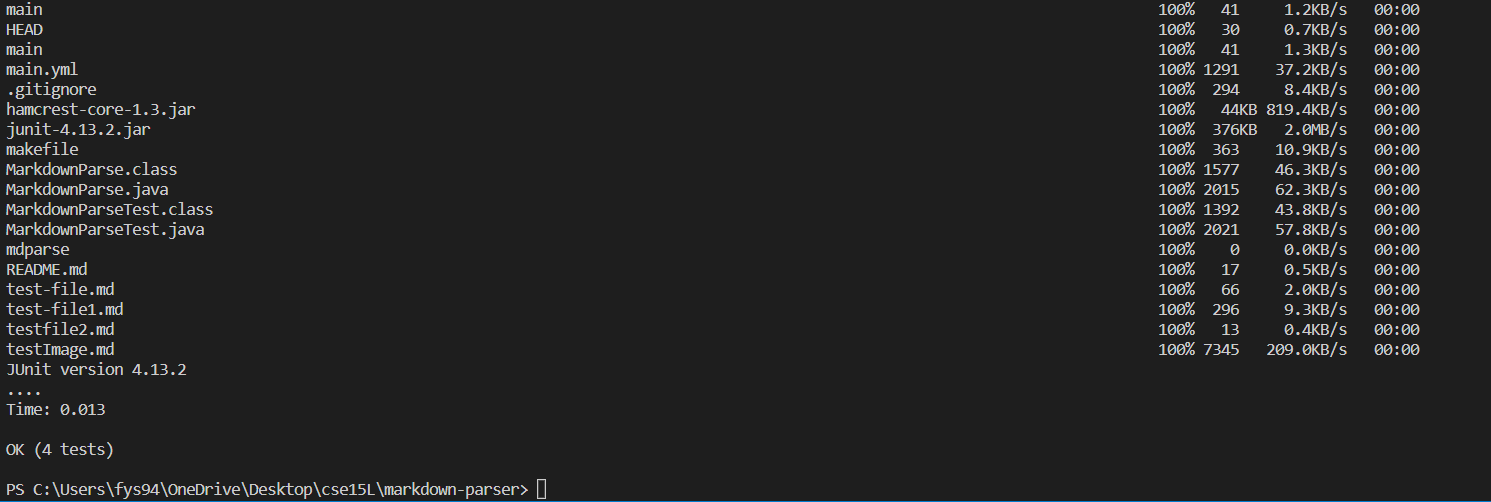 main 100% 41 1.2KB/s 00:00
HEAD 100% 30 0.7KB/s 00:00
main 100% 41 1.3KB/s 00:00
main.yml 100% 1291 37.2KB/s 00:00
.gitignore 100% 294 8.4KB/s 00:00
hamcrest-core-1.3.jar 100% 44KB 819.4KB/s 00:00
junit-4.13.2.jar 100% 376KB 2.0MB/s 00:00
makefile 100% 363 10.9KB/s 00:00
MarkdownParse.class 100% 1577 46.3KB/s 00:00
MarkdownParse.java 100% 2015 62.3KB/s 00:00
MarkdownParseTest.class 100% 1392 43.8KB/s 00:00
MarkdownParseTest.java 100% 2021 57.8KB/s 00:00
mdparse 100% 0 0.0KB/s 00:00
README.md 100% 17 0.5KB/s 00:00
test-file.md 100% 66 2.0KB/s 00:00
test-file1.md 100% 296 9.3KB/s 00:00
testfile2.md 100% 13 0.4KB/s 00:00
testImage.md 100% 7345 209.0KB/s 00:00
JUnit version 4.13.2
....
Time: 0.013
OK (4 tests)
PS C:\Users\fys94\OneDrive\Desktop\cse15L\markdown-parser>